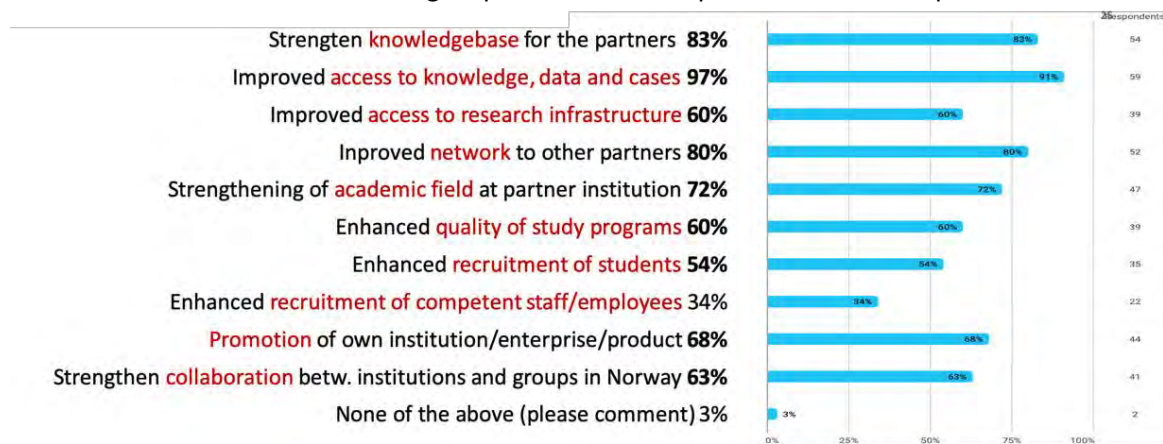 25 Respondents
Strengten knowledgebase for the partners 83% 83% 54
Improved access to knowledge, data and cases 97% 91% 59
Improved access to research infrastructure 60% 60% 39
Inproved network to other partners 80% 80% 52
Strengthening of academic field at partner institution 72% 72% 47
Enhanced quality of study programs 60% 60% 39
Enhanced recruitment of students 54% 54% 35
Enhanced recruitment of competent staff/employees 34% 34% 22
Promotion of own institution/enterprise/product 68% 68% 44
Strengthen collaboration betw. institutions and groups in Norway 63% 63% 41
None of the above (please comment) 3% 3% 2
0% 25% 50% 75% 100%